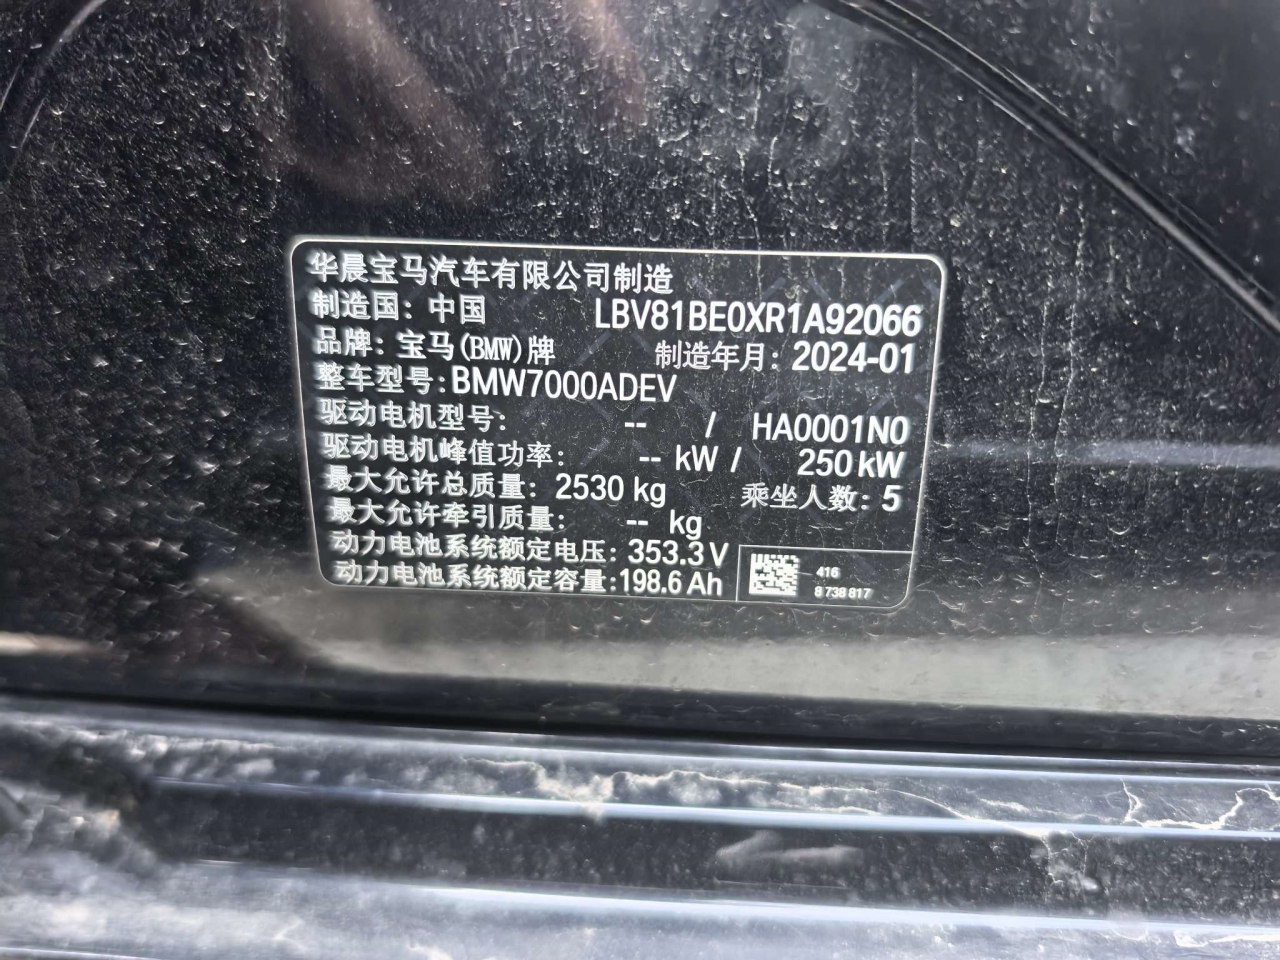 华晨宝马汽车有限公司制造
制造国: 中国 LBV81BE0XR1A92066
品牌: 宝马(BMW)牌 制造年月: 2024-01
整车型号: BMW7000ADEV
驱动电机型号: -- / HA0001N0
驱动电机峰值功率: -- kW / 250 kW
最大允许总质量: 2530 kg 乘坐人数: 5
最大允许牵引质量: -- kg
动力电池系统额定电压: 353.3 V
动力电池系统额定容量: 198.6 Ah
416
8 738 817